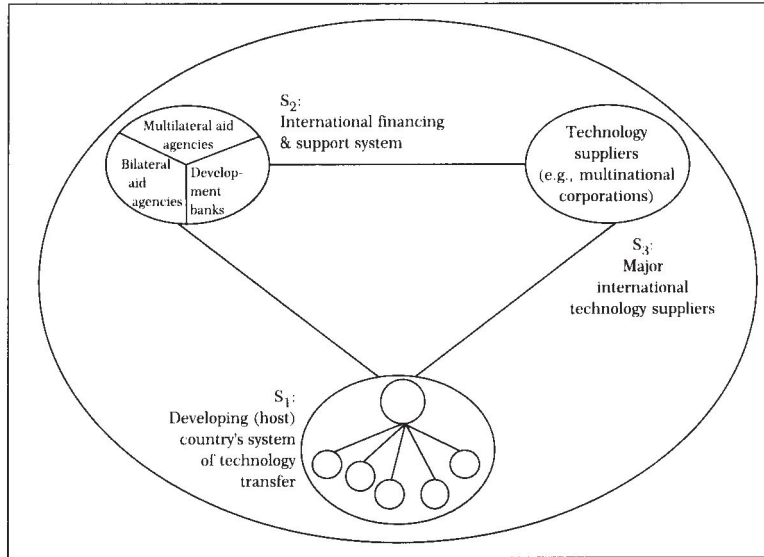 S2:
International financing
& support system
Multilateral aid
agencies
Bilateral
aid
agencies
Develop-
ment
banks
Technology
suppliers
(e.g., multinational
corporations)
S3:
Major
international
technology suppliers
S1:
Developing (host)
country's system
of technology
transfer